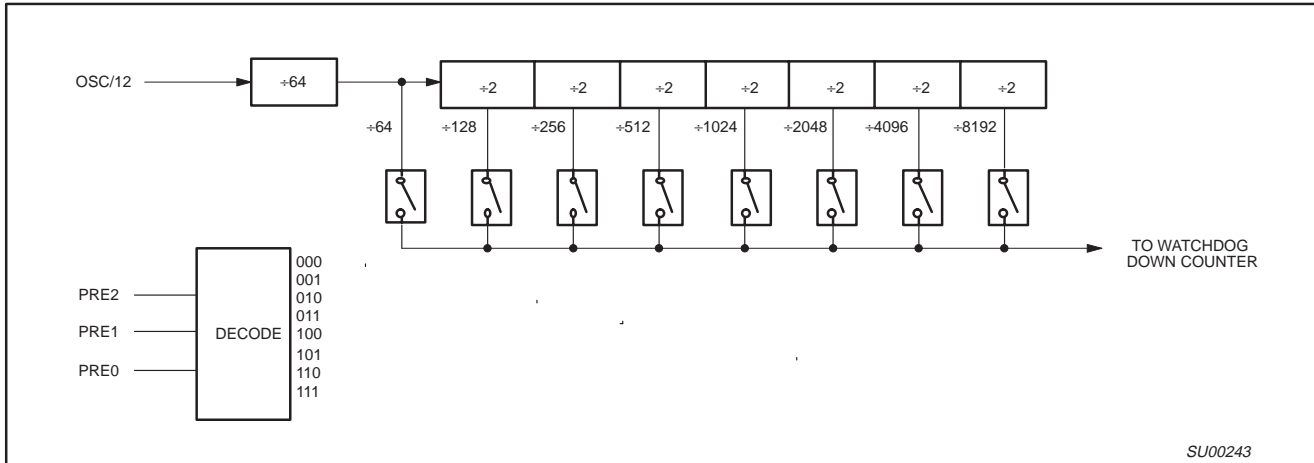 OSC/12
÷64
÷2 ÷2 ÷2 ÷2 ÷2 ÷2 ÷2
÷64 ÷128 ÷256 ÷512 ÷1024 ÷2048 ÷4096 ÷8192
TO WATCHDOG
DOWN COUNTER
PRE2
PRE1
PRE0
DECODE
000
001
010
011
100
101
110
111
SU00243